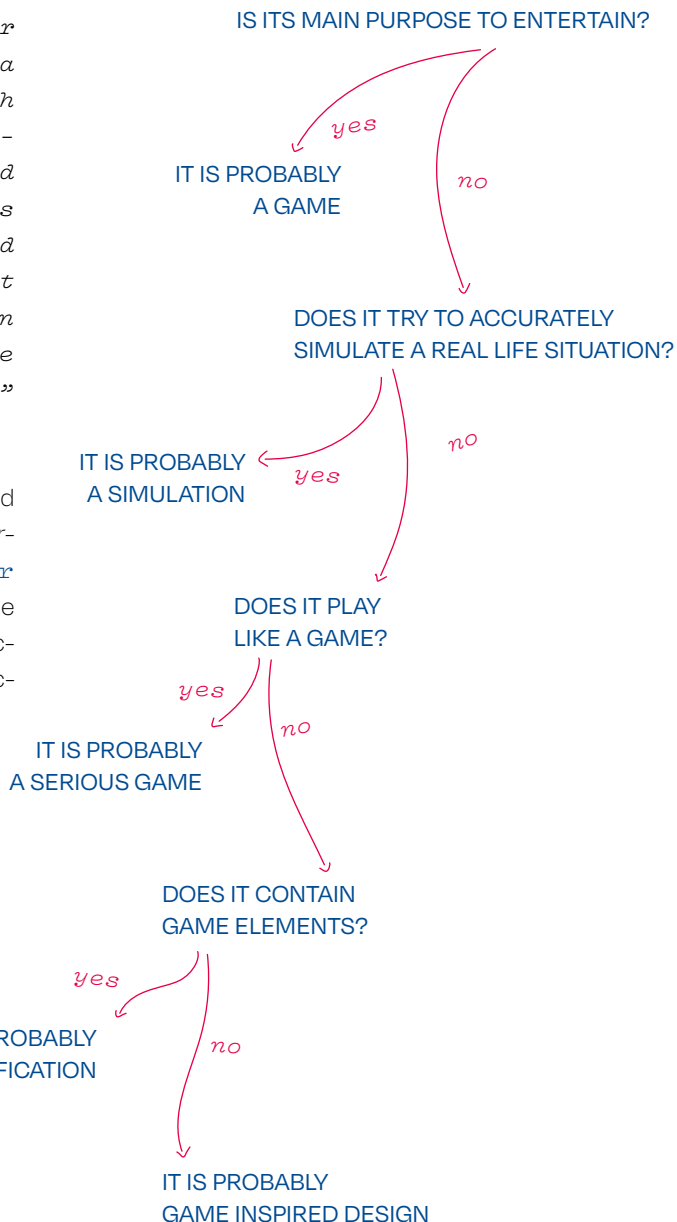 r
a
h
-
d
s
d
t
n
e
”
d
r-
r
e
c-
c-
IS ITS MAIN PURPOSE TO ENTERTAIN?
yes
no
IT IS PROBABLY
A GAME
DOES IT TRY TO ACCURATELY
SIMULATE A REAL LIFE SITUATION?
yes
no
IT IS PROBABLY
A SIMULATION
DOES IT PLAY
LIKE A GAME?
yes
no
IT IS PROBABLY
A SERIOUS GAME
DOES IT CONTAIN
GAME ELEMENTS?
yes
no
ROBABLY
FICATION
IT IS PROBABLY
GAME INSPIRED DESIGN